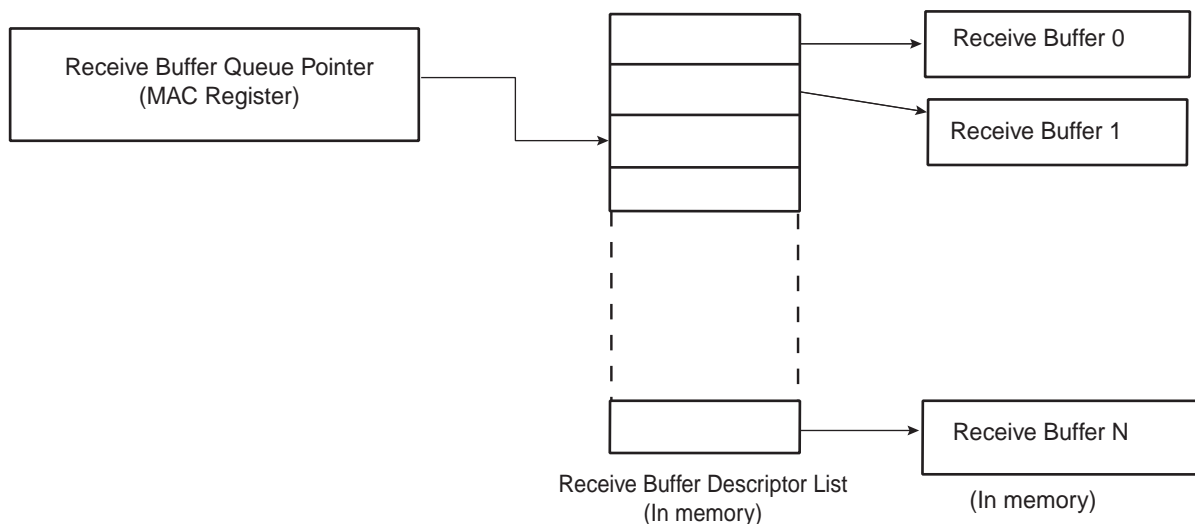 Receive Buffer Queue Pointer
(MAC Register)
Receive Buffer 0
Receive Buffer 1
Receive Buffer N
Receive Buffer Descriptor List
(In memory)
(In memory)